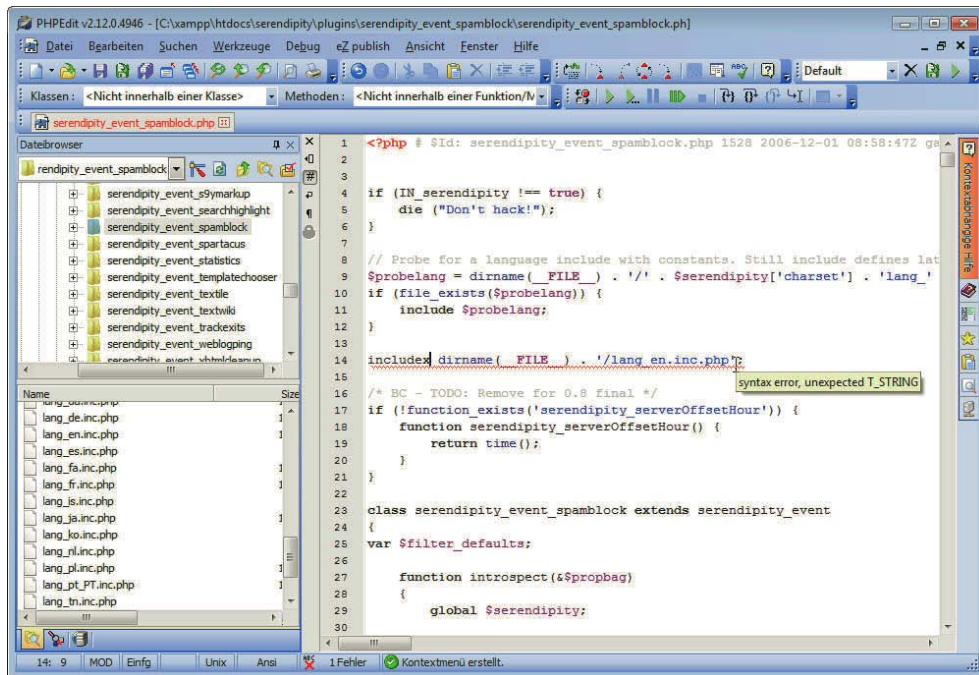 PHPEdit v2.12.0.4946 - [C:\xampp\htdocs\serendipity\plugins\serendipity_event_spamblock\serendipity_event_spamblock.ph]
Datei Bearbeiten Suchen Werkzeuge Debug eZ publish Ansicht Fenster Hilfe
Default
Klassen: <Nicht innerhalb einer Klasse> Methoden: <Nicht innerhalb einer Funktion/M
serendipity_event_spamblock.php
Dateibrowser
rendipity_event_spamblock
serendipity_event_s9ymarkup
serendipity_event_searchhighlight
serendipity_event_spamblock
serendipity_event_spartacus
serendipity_event_statistics
serendipity_event_templatechooser
serendipity_event_textile
serendipity_event_textwiki
serendipity_event_trackexits
serendipity_event_weblogping
serendipity_event_xhtmlcleanup
Name Size
lang_de.inc.php
lang_en.inc.php
lang_es.inc.php
lang_fa.inc.php
lang_fr.inc.php
lang_is.inc.php
lang_ja.inc.php
lang_ko.inc.php
lang_nl.inc.php
lang_pl.inc.php
lang_pt_PT.inc.php
lang_tn.inc.php
1 <?php # $Id: serendipity_event_spamblock.php 1528 2006-12-01 08:58:47Z ga
2
3
4 if (IN_serendipity !== true) {
5 die ("Don't hack!");
6 }
7
8 // Probe for a language include with constants. Still include defines lat
9 $probelang = dirname(__FILE__) . '/' . $serendipity['charset'] . 'lang_'
10 if (file_exists($probelang)) {
11 include $probelang;
12 }
13
14 includex dirname(__FILE__) . '/lang_en.inc.php';
syntax error, unexpected T_STRING
15
16 /* BC - TODO: Remove for 0.8 final */
17 if (!function_exists('serendipity_serverOffsetHour')) {
18 function serendipity_serverOffsetHour() {
19 return time();
20 }
21 }
22
23 class serendipity_event_spamblock extends serendipity_event
24 {
25 var $filter_defaults;
26
27 function introspect(&$propbag)
28 {
29 global $serendipity;
30
Kontextabhängige Hilfe
14: 9 MOD Einfg Unix Ansi 1 Fehler Kontextmenü erstellt.